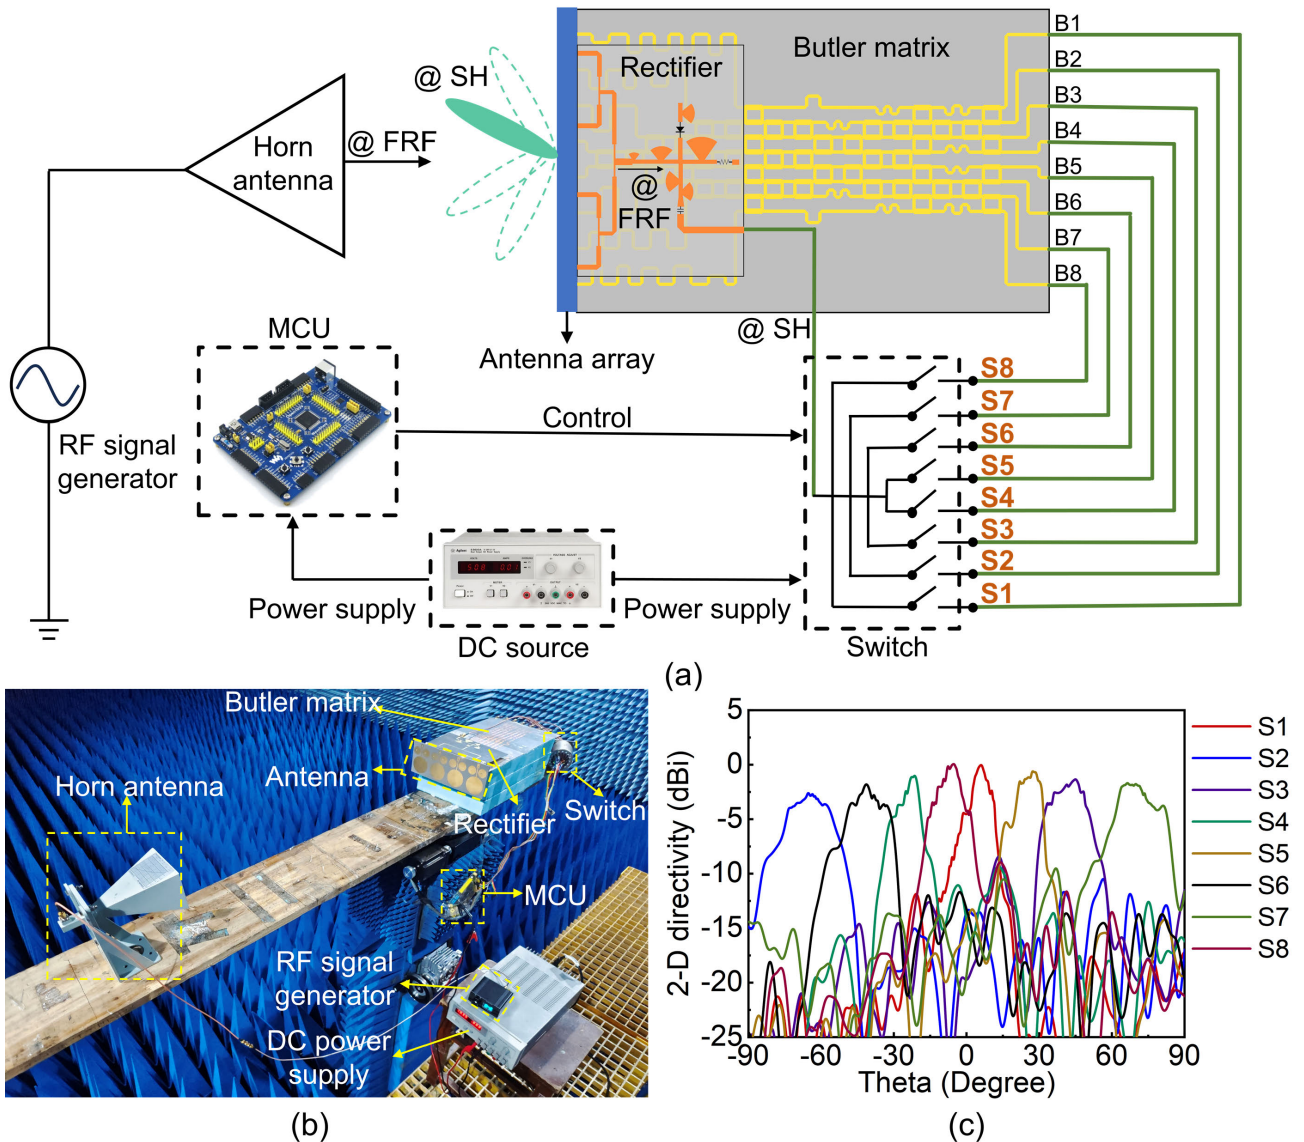 @ SH
Horn
antenna
@ FRF
Rectifier
Butler matrix
@
FRF
B1
B2
B3
B4
B5
B6
B7
B8
@ SH
Antenna array
MCU
Control
RF signal
generator
Power supply
Power supply
DC source
S8
S7
S6
S5
S4
S3
S2
S1
Switch
(a)
Butler matrix
Antenna
Horn antenna
Rectifier
Switch
MCU
RF signal
generator
DC power
supply
(b)
2-D directivity (dBi)
5
0
-5
-10
-15
-20
-25
-90
-60
-30
0
30
60
90
Theta (Degree)
S1
S2
S3
S4
S5
S6
S7
S8
(c)